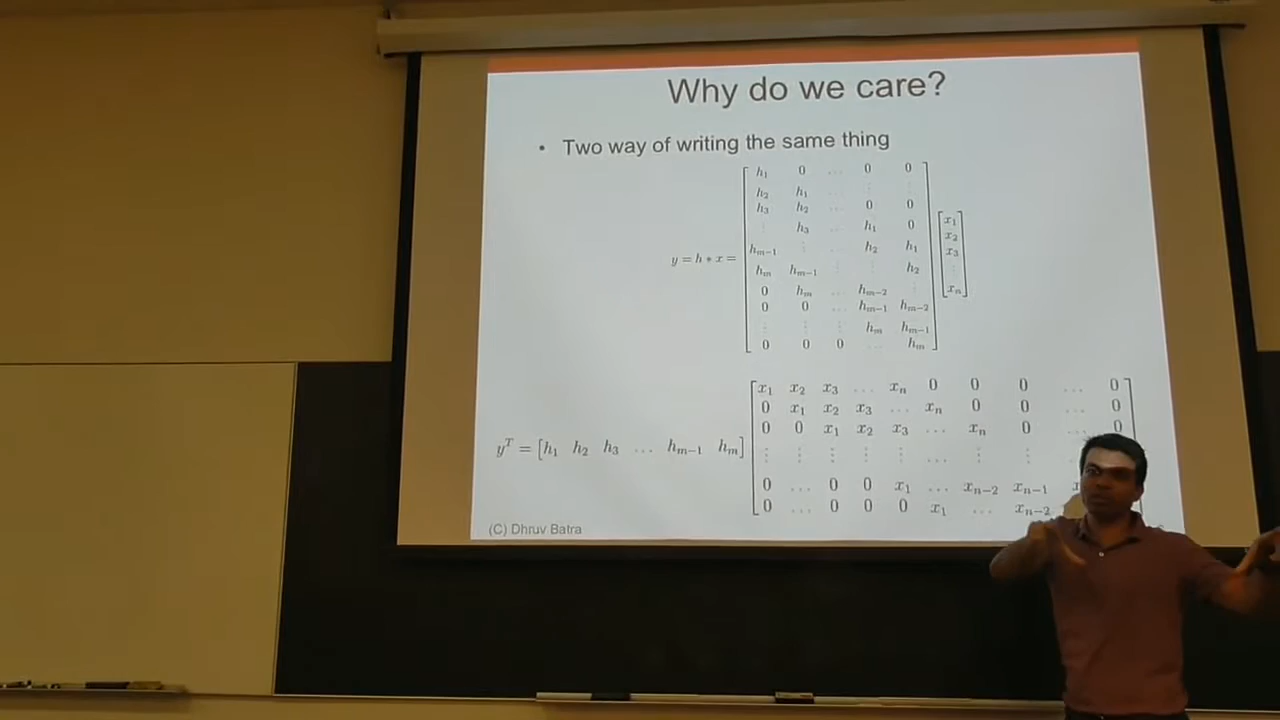 Why do we care?
• Two way of writing the same thing
h₁ 0 ... 0 0
h₂ h₁ ... ⋮ ⋮
h₃ h₂ ... 0 0
⋮ h₃ ... h₁ 0
y = h * x =
hₘ₋₁ ⋮ ... h₂ h₁
hₘ hₘ₋₁ ⋮ ⋮ h₂
0 hₘ ... hₘ₋₂ ⋮
0 0 ... hₘ₋₁ hₘ₋₂
⋮ ⋮ ⋮ hₘ hₘ₋₁
0 0 0 ... hₘ
x₁
x₂
x₃
⋮
xₙ
x₁ x₂ x₃ ... xₙ 0 0 0 ... 0
0 x₁ x₂ x₃ ... xₙ 0 0 ... 0
0 0 x₁ x₂ x₃ ... xₙ 0 ... 0
yᵀ = [h₁ h₂ h₃ ... hₘ₋₁ hₘ]
⋮ ⋮ ⋮ ⋮ ⋮ ... ⋮ ⋮
0 ... 0 0 x₁ ... xₙ₋₂ xₙ₋₁
0 ... 0 0 0 x₁ ... xₙ₋₂
(C) Dhruv Batra